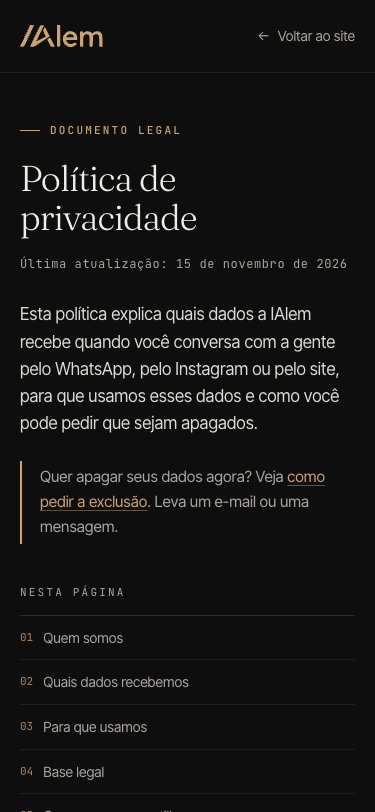 IAlem
← Voltar ao site
DOCUMENTO LEGAL
Política de
privacidade
Última atualização: 15 de novembro de 2026
Esta política explica quais dados a IAlem
recebe quando você conversa com a gente
pelo WhatsApp, pelo Instagram ou pelo site,
para que usamos esses dados e como você
pode pedir que sejam apagados.
Quer apagar seus dados agora? Veja como
pedir a exclusão. Leva um e-mail ou uma
mensagem.
NESTA PÁGINA
01 Quem somos
02 Quais dados recebemos
03 Para que usamos
04 Base legal